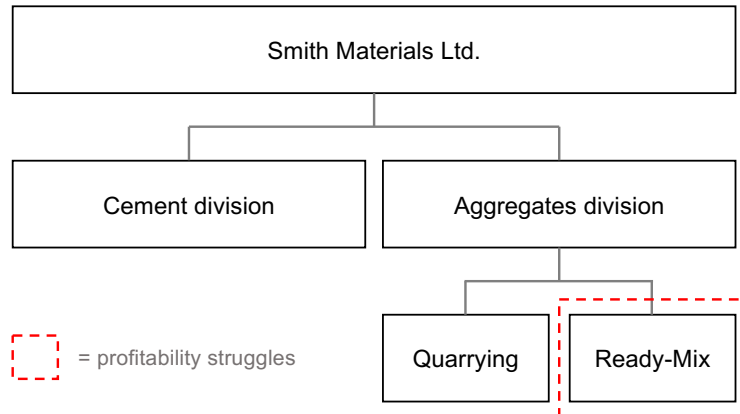 Smith Materials Ltd.
Cement division
Aggregates division
= profitability struggles
Quarrying
Ready-Mix